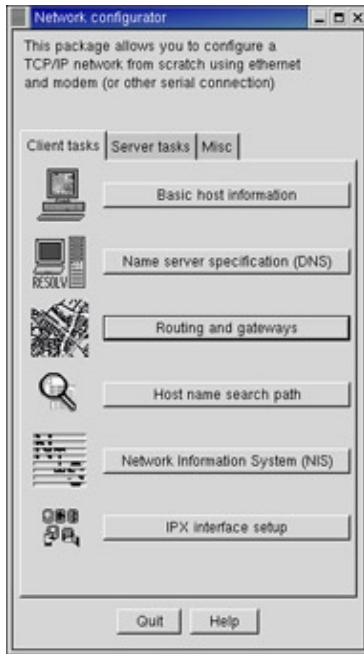 Network configurator
This package allows you to configure a
TCP/IP network from scratch using ethernet
and modem (or other serial connection)
Client tasks Server tasks Misc
Basic host information
Name server specification (DNS)
RESOLV
Routing and gateways
Host name search path
Network Information System (NIS)
IPX interface setup
Quit Help